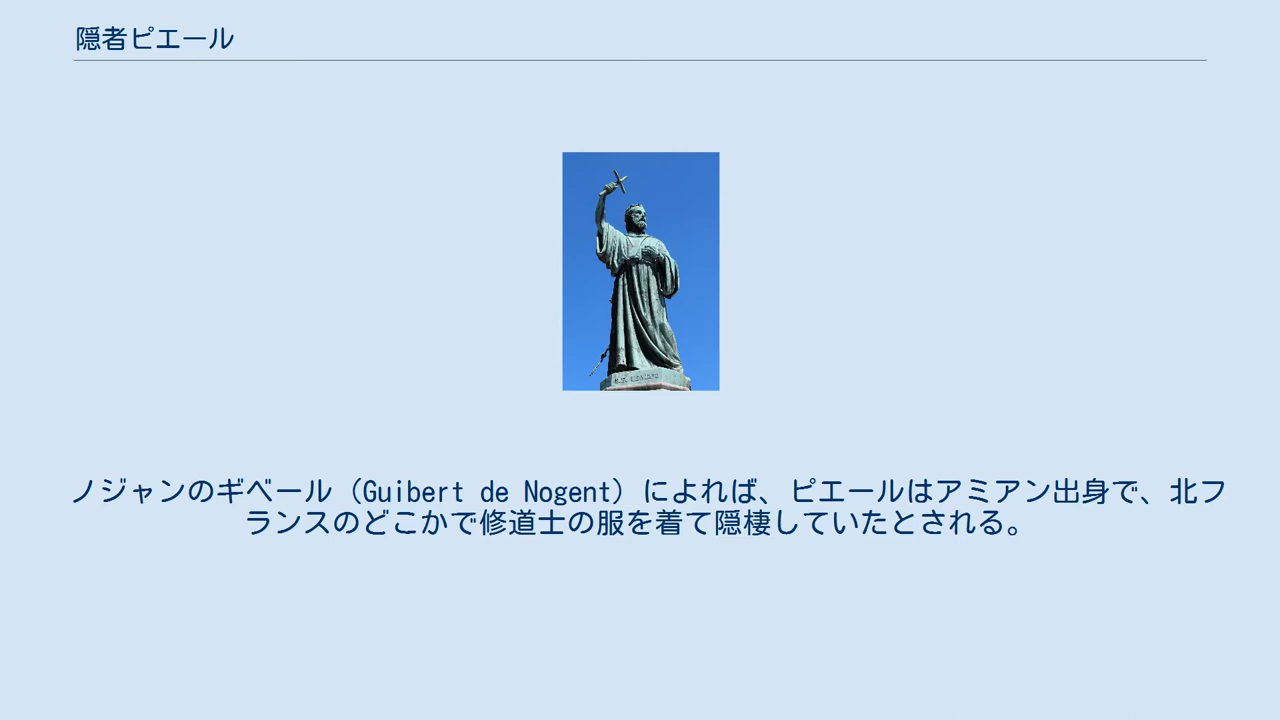 隠者ピエール
ノジャンのギベール（Guibert de Nogent）によれば、ピエールはアミアン出身で、北フ
ランスのどこかで修道士の服を着て隠棲していたとされる。